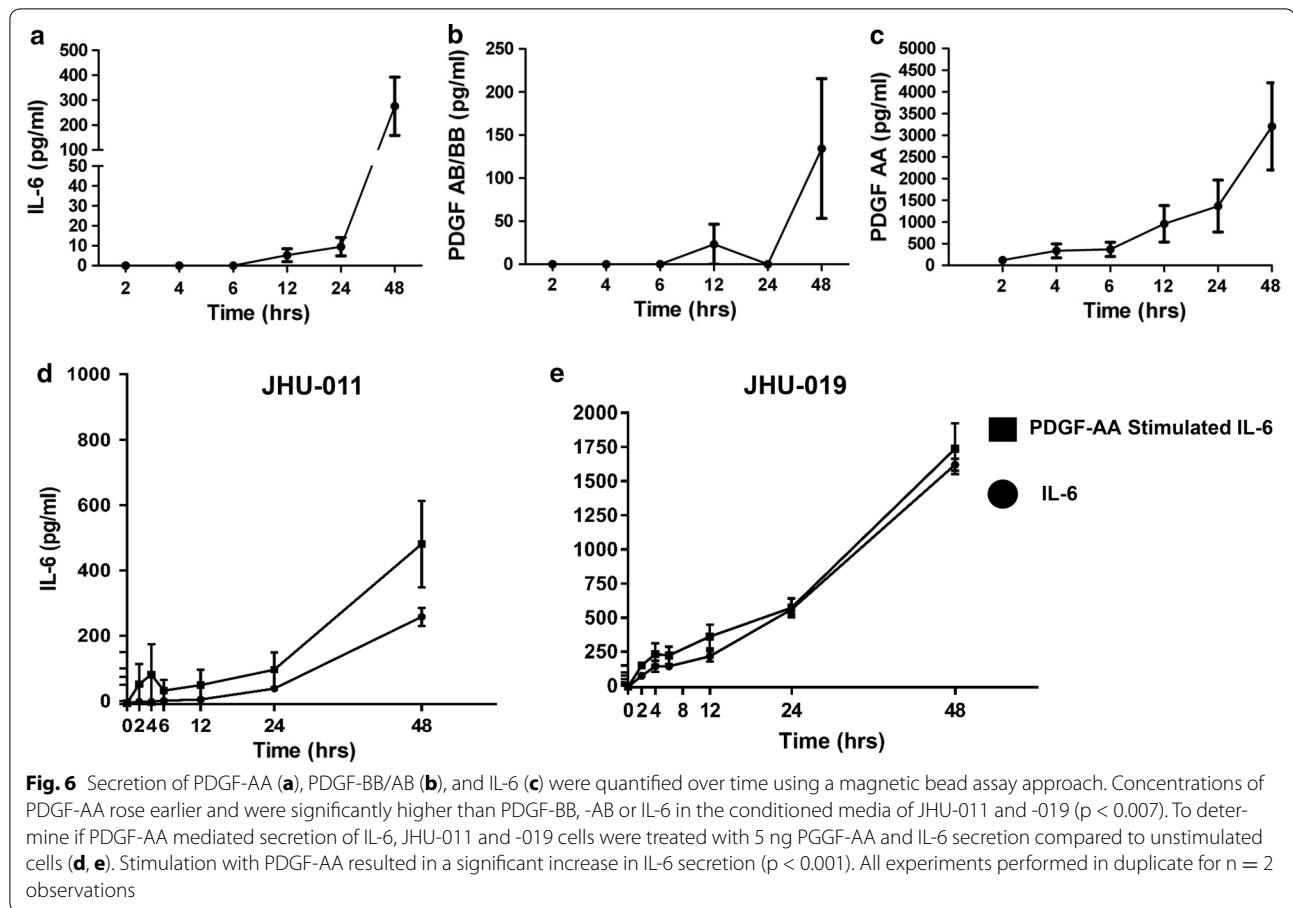 a
500
400
300
200
100
50
40
30
20
10
0
IL-6 (pg/ml)
2 4 6 12 24 48
Time (hrs)
b
250
200
150
100
50
0
PDGF AB/BB (pg/ml)
2 4 6 12 24 48
Time (hrs)
c
5000
4500
4000
3500
3000
2500
2000
1500
1000
500
0
PDGF AA (pg/ml)
2 4 6 12 24 48
Time (hrs)
d
JHU-011
1000
800
600
400
200
0
IL-6 (pg/ml)
0 2 4 6 12 24 48
Time (hrs)
e
JHU-019
2000
1750
1500
1250
1000
750
500
250
0
0 2 4 8 12 24 48
Time (hrs)
PDGF-AA Stimulated IL-6
IL-6
Fig. 6 Secretion of PDGF-AA (a), PDGF-BB/AB (b), and IL-6 (c) were quantified over time using a magnetic bead assay approach. Concentrations of
PDGF-AA rose earlier and were significantly higher than PDGF-BB, -AB or IL-6 in the conditioned media of JHU-011 and -019 (p < 0.007). To deter-
mine if PDGF-AA mediated secretion of IL-6, JHU-011 and -019 cells were treated with 5 ng PGGF-AA and IL-6 secretion compared to unstimulated
cells (d, e). Stimulation with PDGF-AA resulted in a significant increase in IL-6 secretion (p < 0.001). All experiments performed in duplicate for n = 2
observations